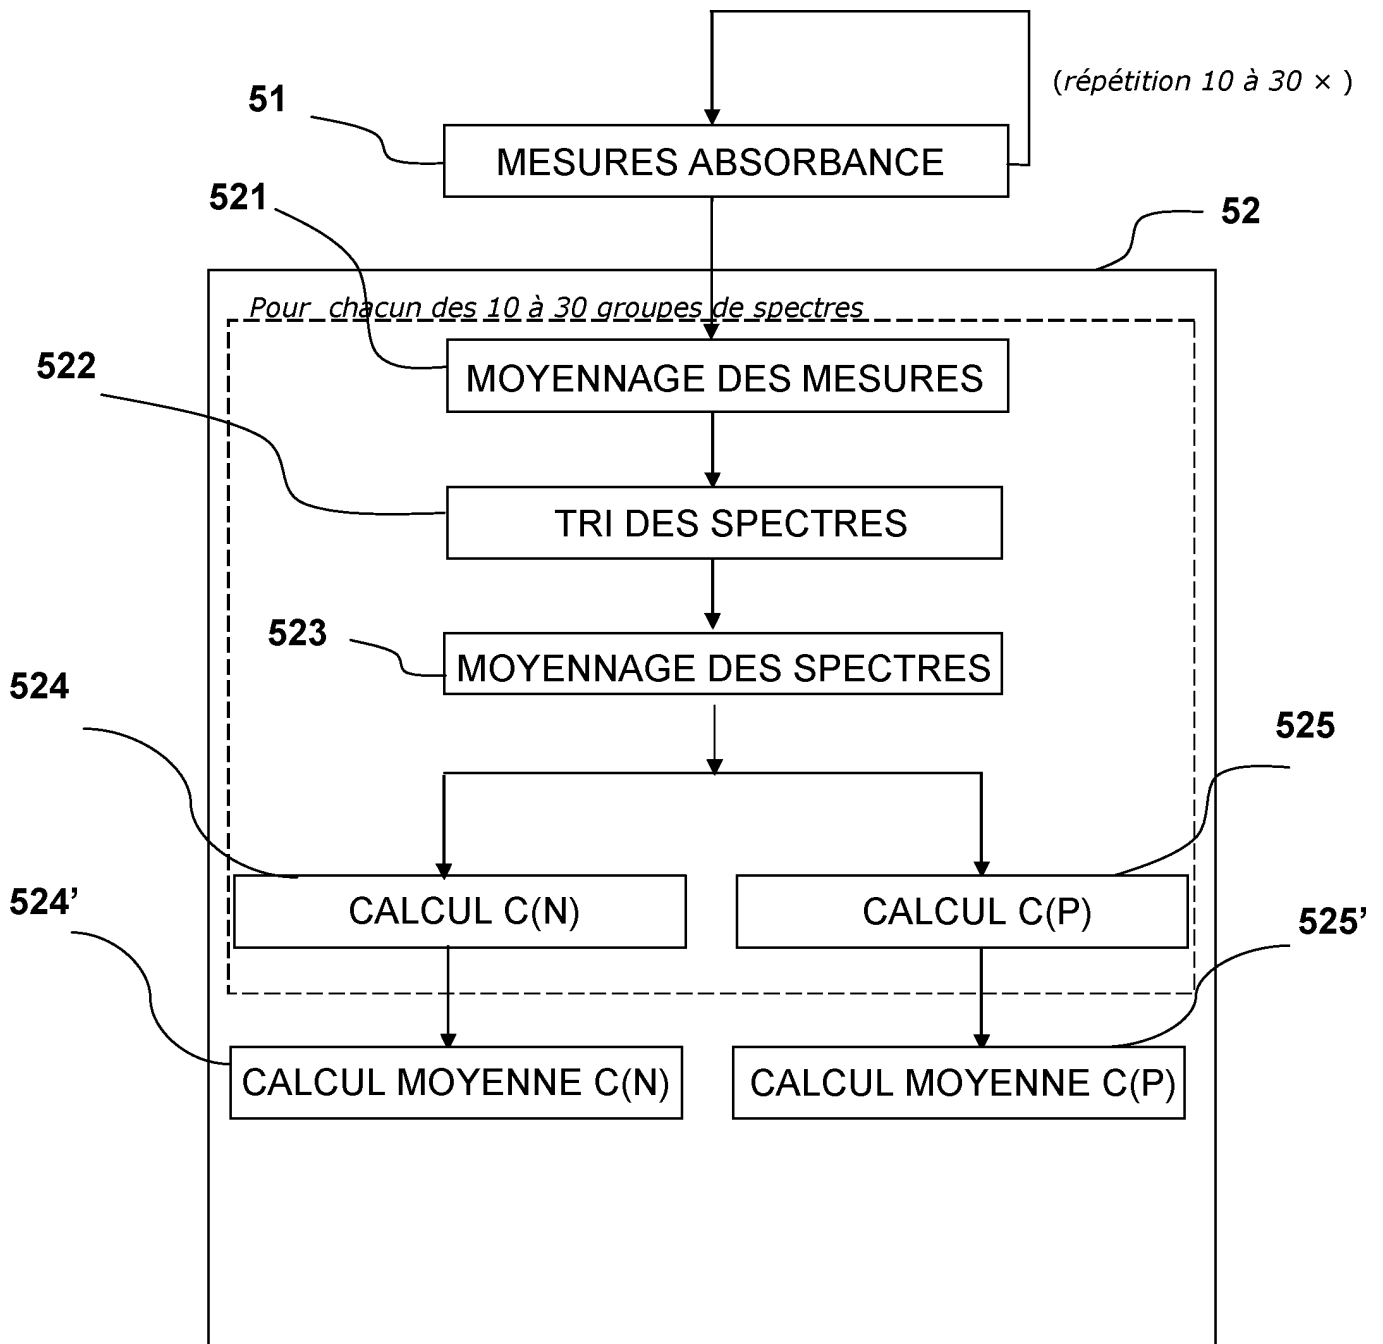 (répétition 10 à 30 × )
51
MESURES ABSORBANCE
521
52
Pour chacun des 10 à 30 groupes de spectres
522
MOYENNAGE DES MESURES
TRI DES SPECTRES
523
MOYENNAGE DES SPECTRES
524
525
CALCUL C(N)
CALCUL C(P)
524’
525’
CALCUL MOYENNE C(N)
CALCUL MOYENNE C(P)